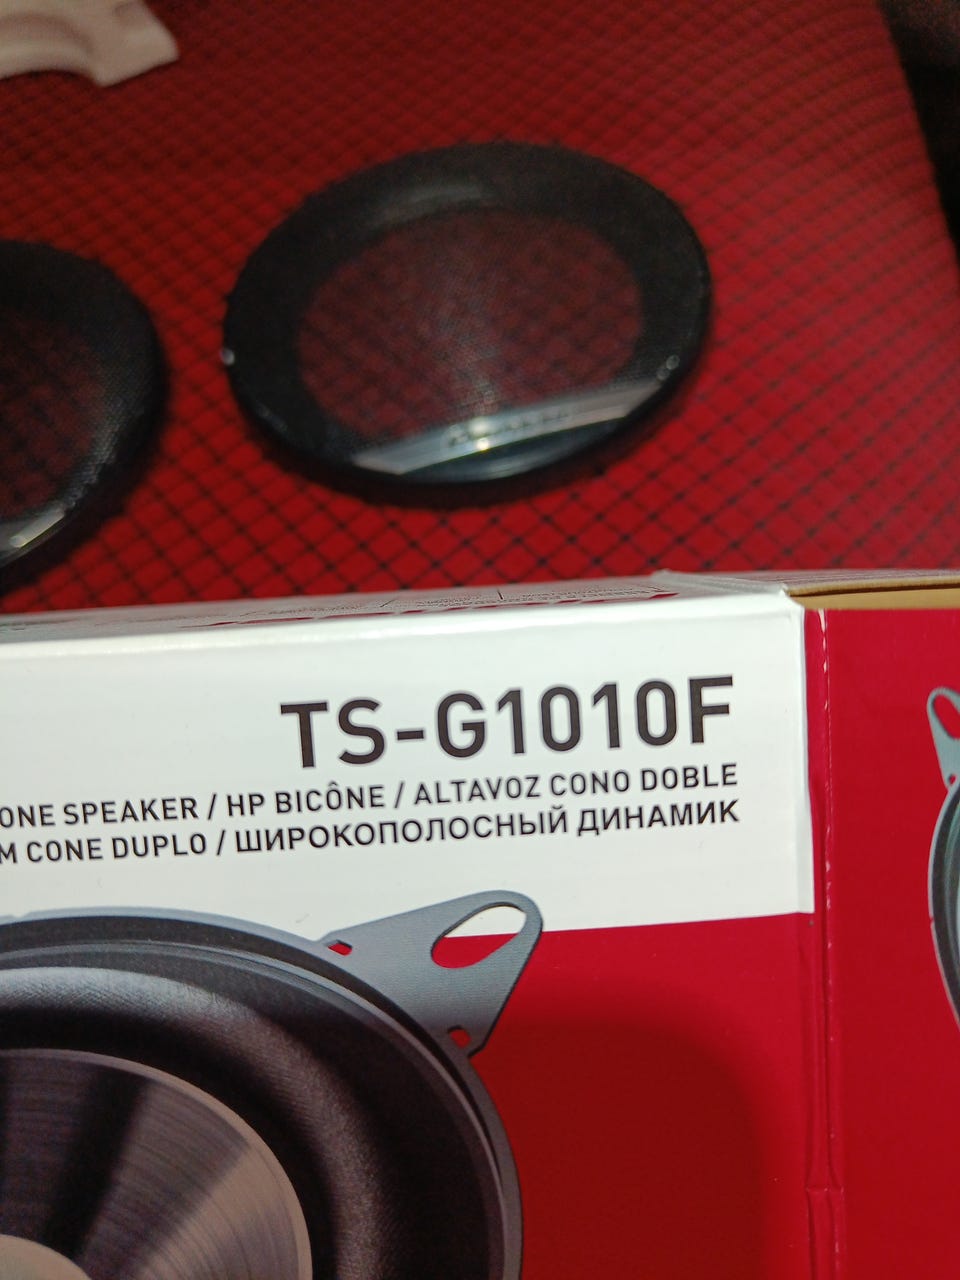 TS-G1010F
ONE SPEAKER / HP BICÔNE / ALTAVOZ CONO DOBLE
M CONE DUPLO / ШИРОКОПОЛОСНЫЙ ДИНАМИК